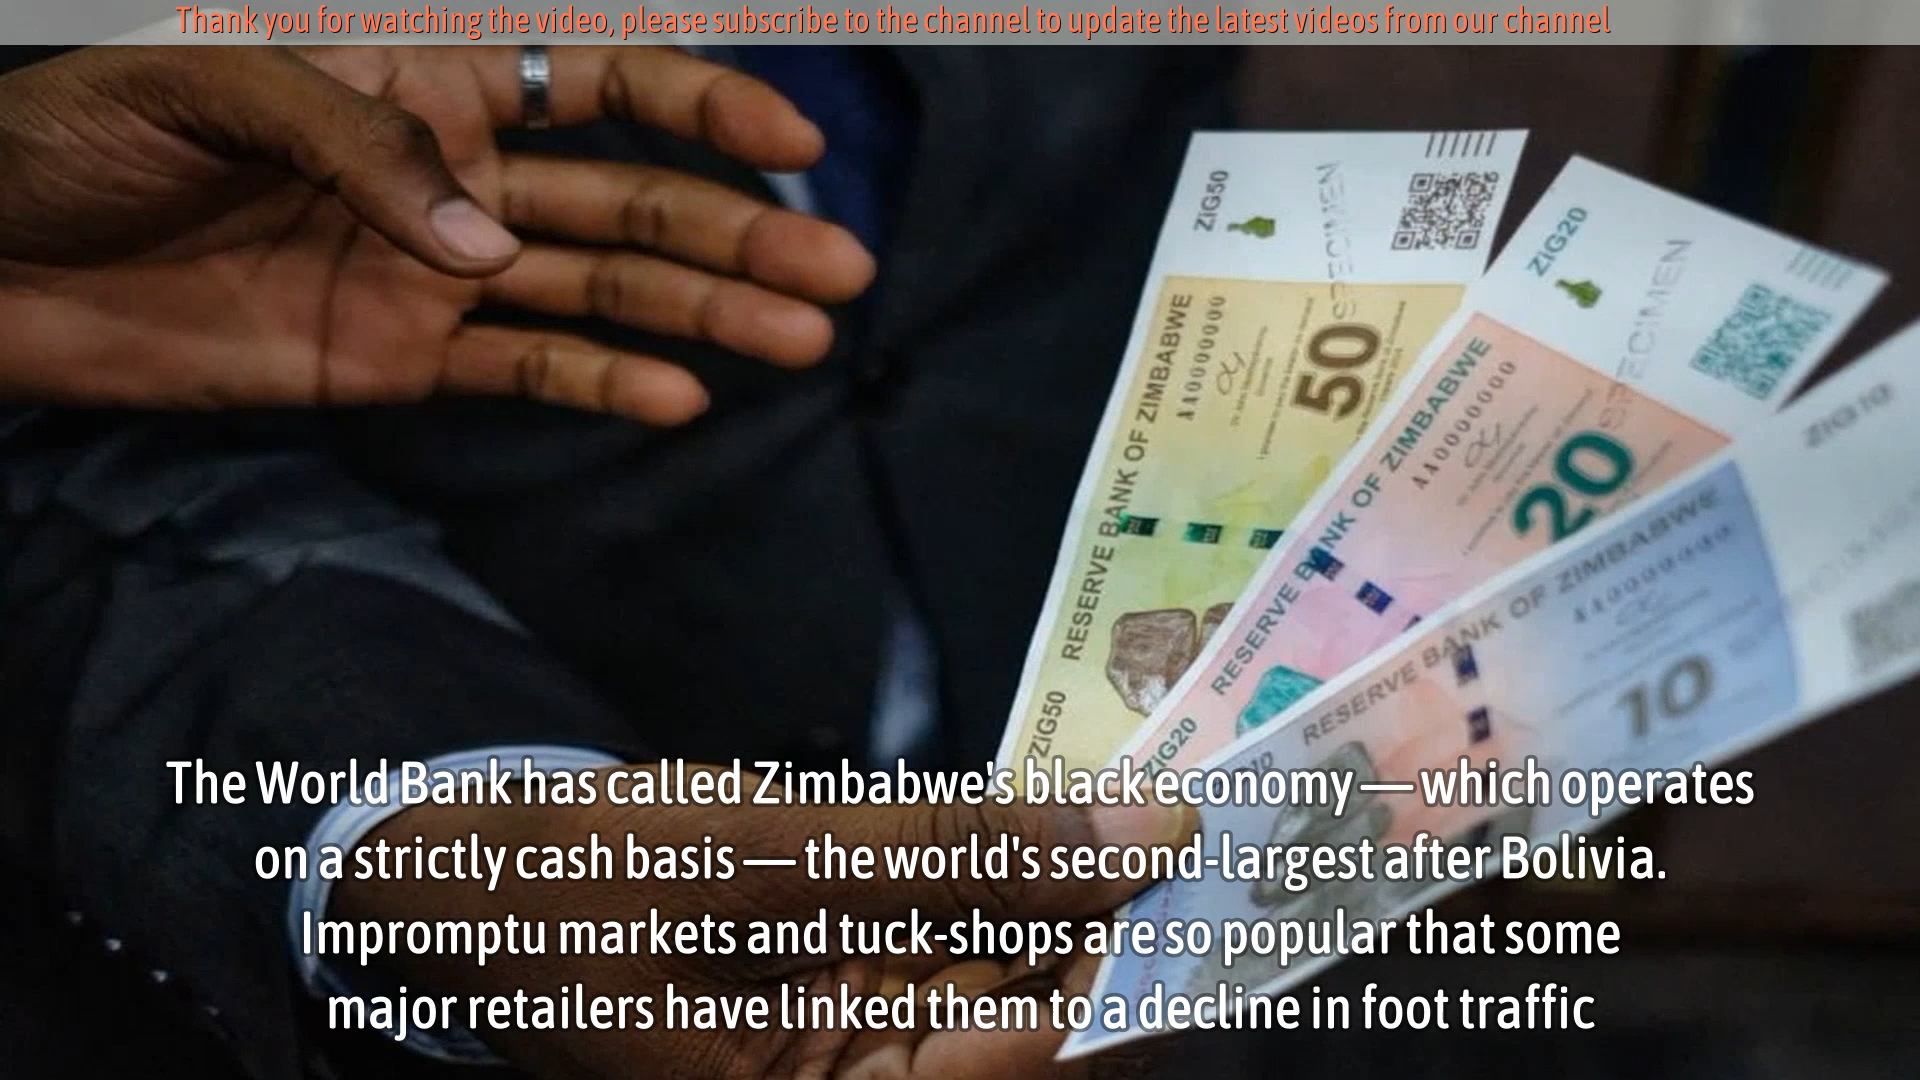 Thank you for watching the video, please subscribe to the channel to update the latest videos from our channel
ZiG50
SPECIMEN
RESERVE BANK OF ZIMBABWE
AA0000000
50
ZiG50
ZiG20
SPECIMEN
RESERVE BANK OF ZIMBABWE
AA0000000
20
ZiG20
ZiG10
RESERVE BANK OF ZIMBABWE
AA0000000
10
The World Bank has called Zimbabwe's black economy — which operates
on a strictly cash basis — the world's second-largest after Bolivia.
Impromptu markets and tuck-shops are so popular that some
major retailers have linked them to a decline in foot traffic